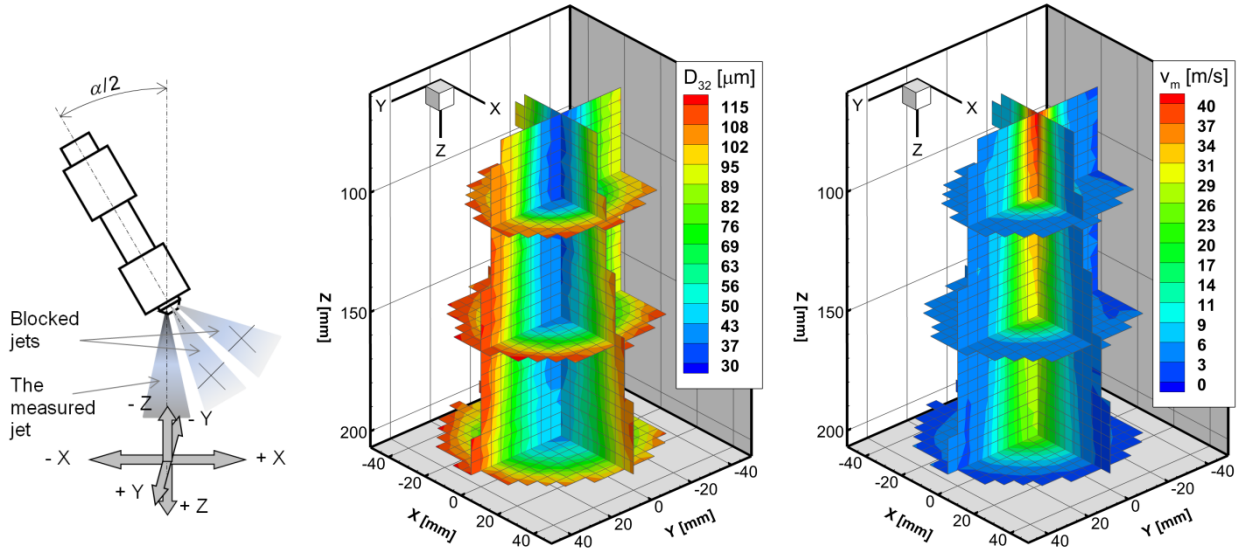 α/2
Blocked
jets
The
measured
jet
- Z
- Y
- X
+ X
+ Y
+ Z
Y
X
Z
D32 [μm]
115
108
102
95
89
82
76
69
63
56
50
43
37
30
100
150
200
Z [mm]
-40
-20
0
20
40
X [mm]
-40
-20
0
20
40
Y [mm]
Y
X
Z
vm [m/s]
40
37
34
31
29
26
23
20
17
14
11
9
6
3
0
100
150
200
Z [mm]
-40
-20
0
20
40
X [mm]
-40
-20
0
20
40
Y [mm]